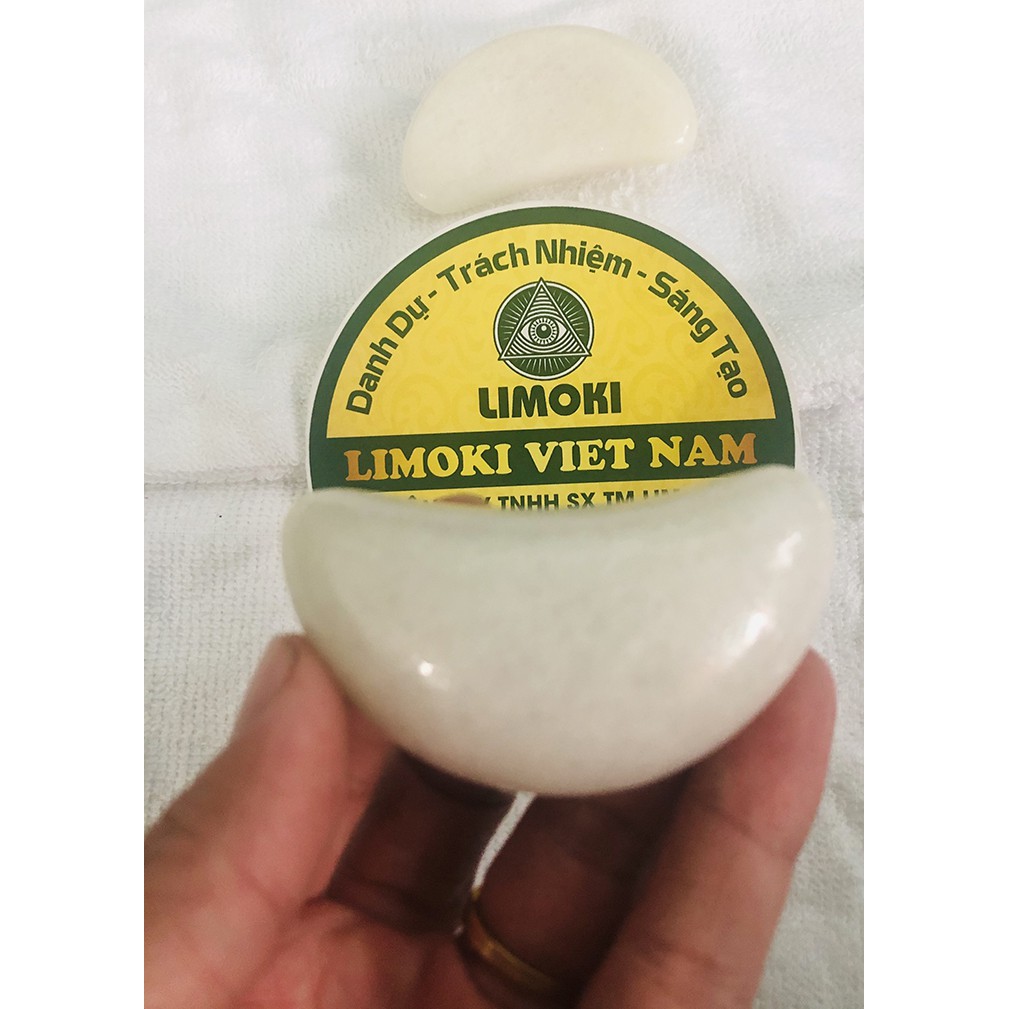 Danh Dự - Trách Nhiệm - Sáng Tạo
LIMOKI
LIMOKI VIET NAM
TNHH SX TM